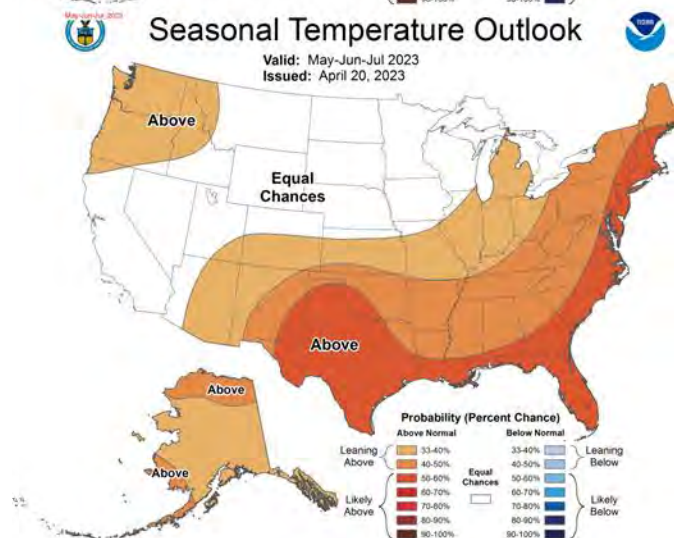 May-Jun-Jul, 2023
Seasonal Temperature Outlook
NOAA
Valid: May-Jun-Jul 2023
Issued: April 20, 2023
Above
Equal
Chances
Above
Above
Above
Probability (Percent Chance)
Above Normal
Below Normal
Leaning
Above
33-40%
40-50%
Likely
Above
50-60%
60-70%
70-80%
80-90%
90-100%
Equal
Chances
33-40%
40-50%
Leaning
Below
50-60%
60-70%
70-80%
80-90%
90-100%
Likely
Below